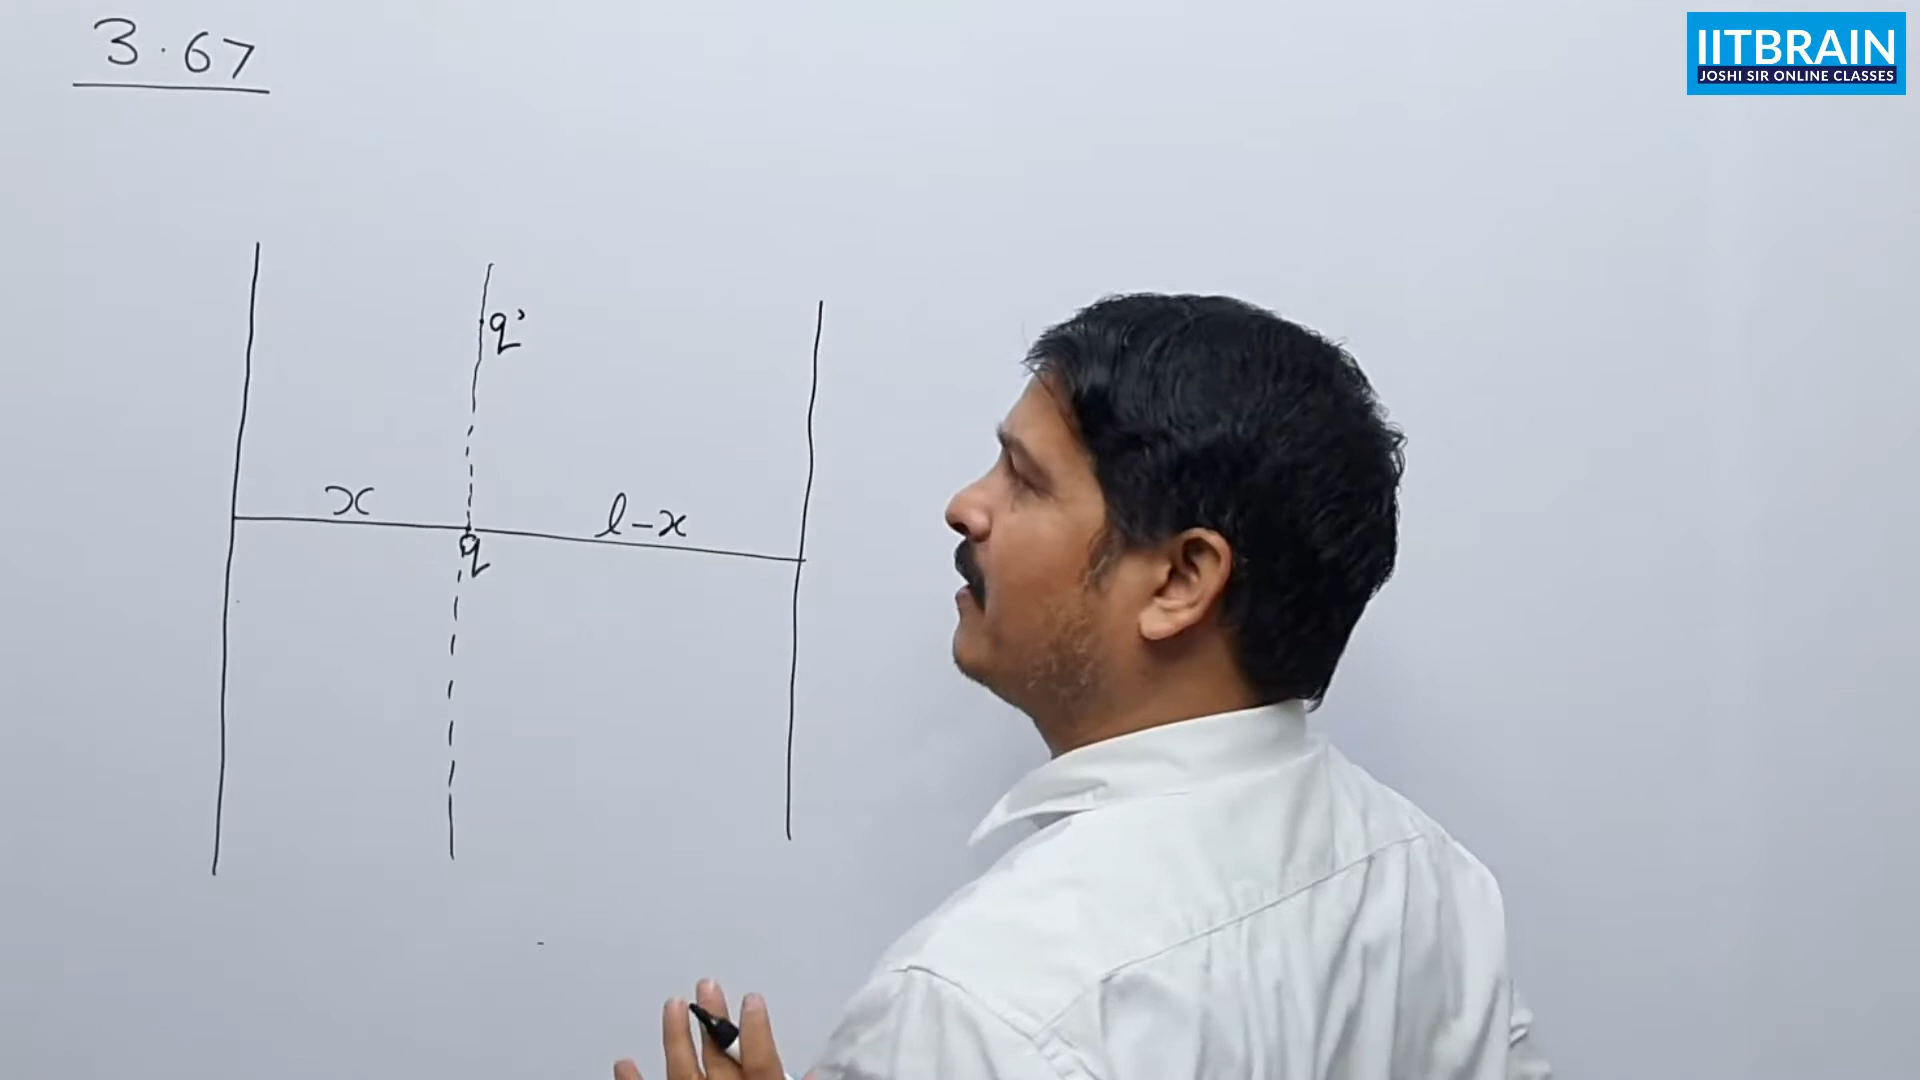 3.67
IITBRAIN
JOSHI SIR ONLINE CLASSES
q'
x
l-x
q